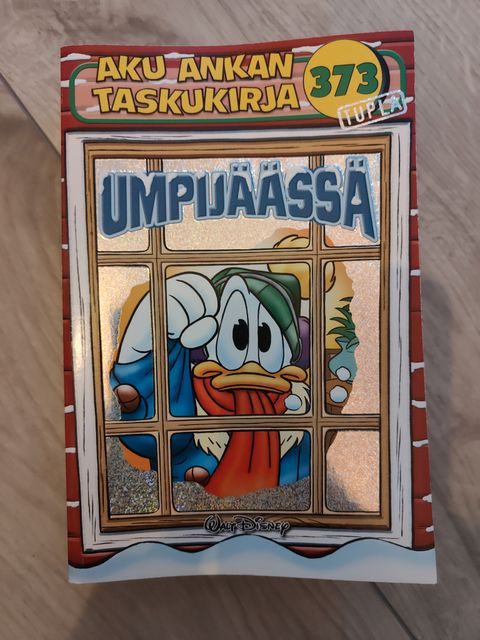 AKU ANKAN
TASKUKIRJA
373
TUPLA
UMPIJÄÄSSÄ
WALT DISNEY